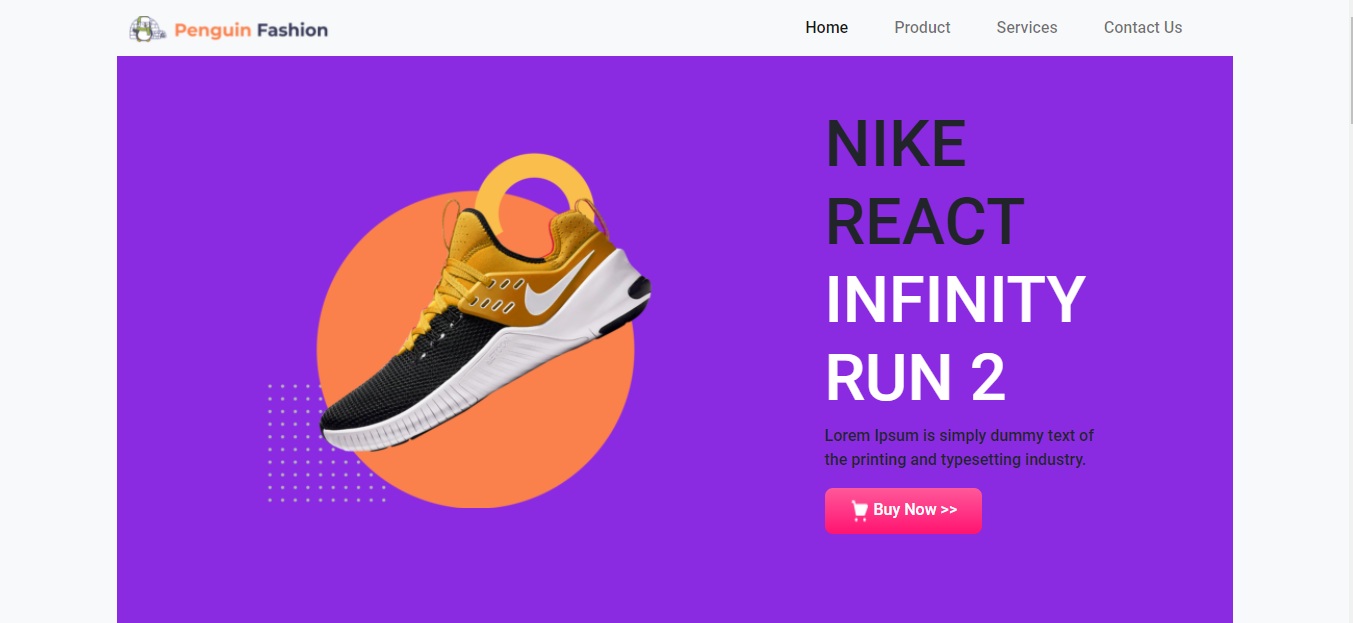 Penguin Fashion
Home Product Services Contact Us
NIKE
REACT
INFINITY
RUN 2
Lorem Ipsum is simply dummy text of
the printing and typesetting industry.
Buy Now >>